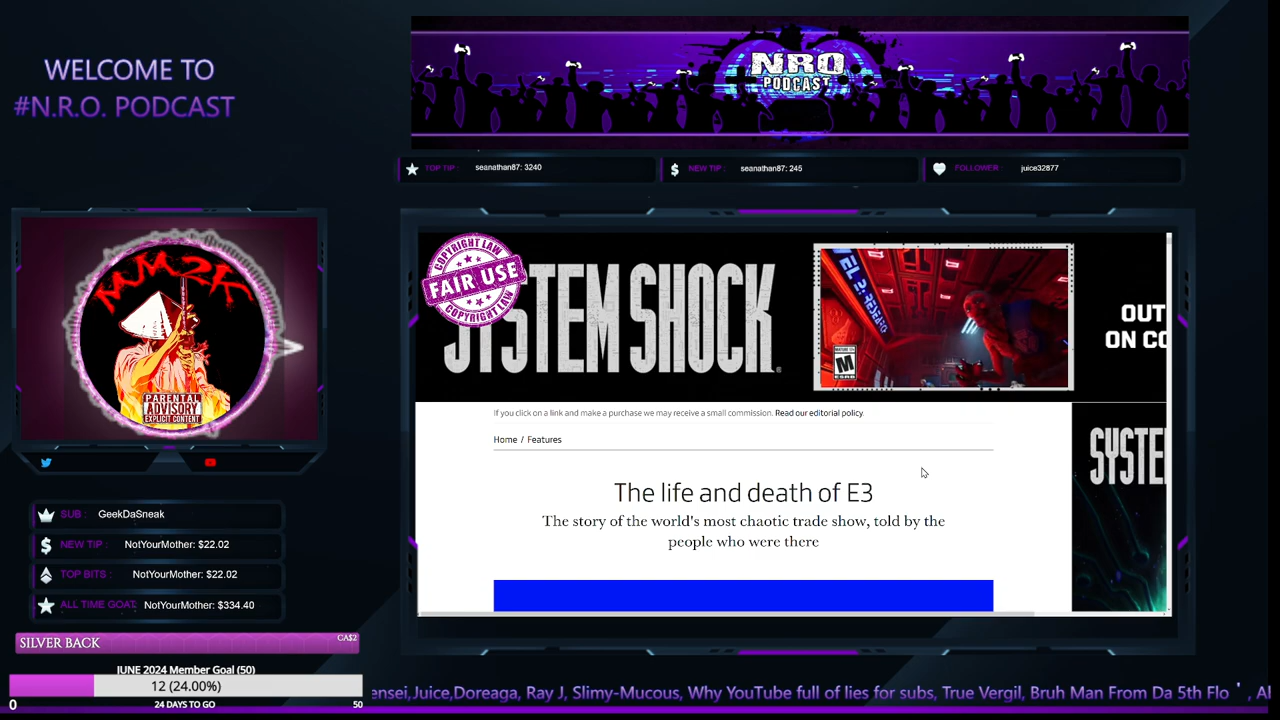 WELCOME TO
#N.R.O. PODCAST
NRO
PODCAST
TOP TIP : seanathan87: 3240
NEW TIP : seanathan87: 245
FOLLOWER : juice32877
MM2K
PARENTAL
ADVISORY
EXPLICIT CONTENT
COPYRIGHT LAW
FAIR USE
COPYRIGHT LAW
SYSTEM SHOCK
MATURE 17+
M
ESRB
OUT
ON CO
If you click on a link and make a purchase we may receive a small commission. Read our editorial policy.
Home / Features
SYSTE
The life and death of E3
The story of the world's most chaotic trade show, told by the
people who were there
SUB : GeekDaSneak
NEW TIP : NotYourMother: $22.02
TOP BITS : NotYourMother: $22.02
ALL TIME GOAT: NotYourMother: $334.40
SILVER BACK CA$2
JUNE 2024 Member Goal (50)
12 (24.00%)
0 24 DAYS TO GO 50
ensei,Juice,Doreaga, Ray J, Slimy-Mucous, Why YouTube full of lies for subs, True Vergil, Bruh Man From Da 5th Flo ' , Al